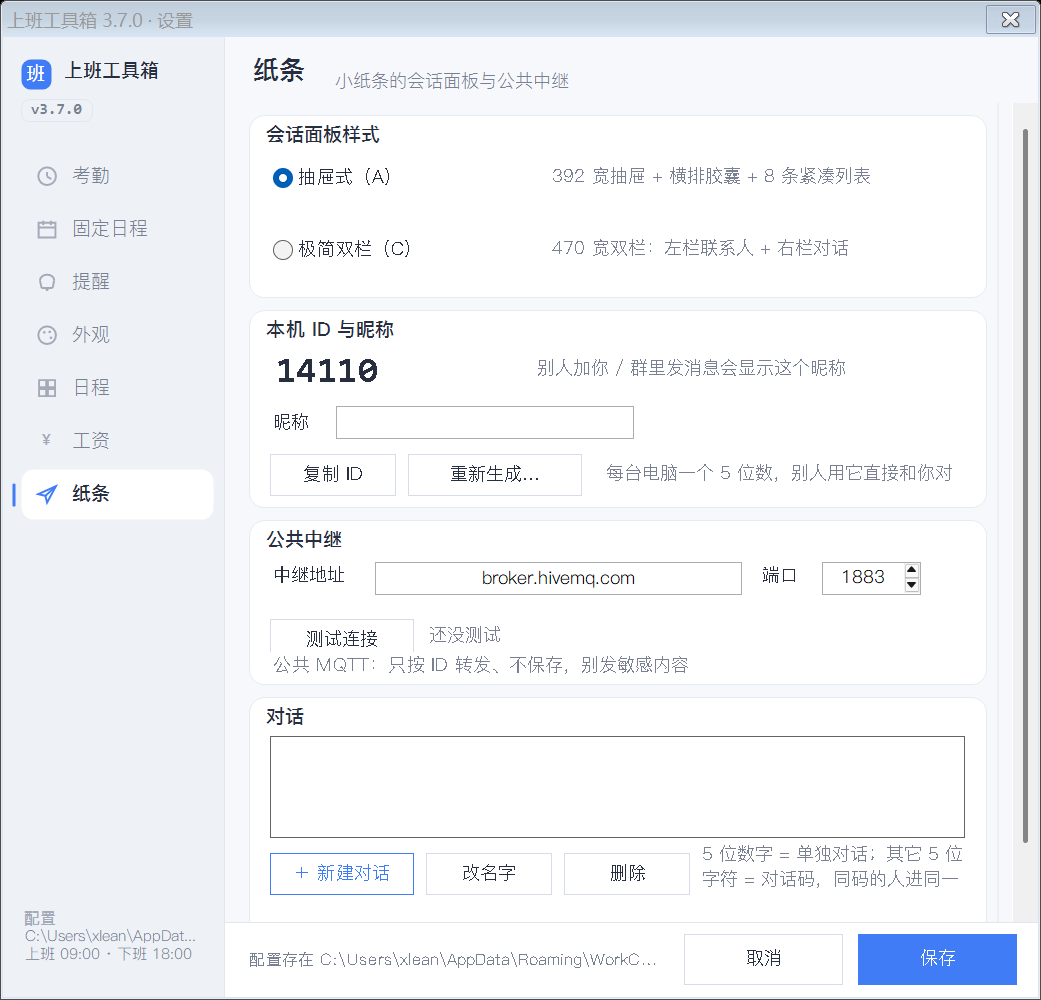 上班工具箱 3.7.0 · 设置
班 上班工具箱
v3.7.0
考勤
固定日程
提醒
外观
日程
¥ 工资
纸条
配置
C:\Users\xlean\AppDat...
上班 09:00 · 下班 18:00
纸条 小纸条的会话面板与公共中继
会话面板样式
抽屉式（A） 392 宽抽屉 + 横排胶囊 + 8 条紧凑列表
极简双栏（C） 470 宽双栏：左栏联系人 + 右栏对话
本机 ID 与昵称
14110 别人加你 / 群里发消息会显示这个昵称
昵称
复制 ID 重新生成... 每台电脑一个 5 位数，别人用它直接和你对
公共中继
中继地址 broker.hivemq.com 端口 1883
测试连接 还没测试
公共 MQTT：只按 ID 转发、不保存，别发敏感内容
对话
+ 新建对话 改名字 删除 5 位数字 = 单独对话；其它 5 位
字符 = 对话码，同码的人进同一
配置存在 C:\Users\xlean\AppData\Roaming\WorkC... 取消 保存